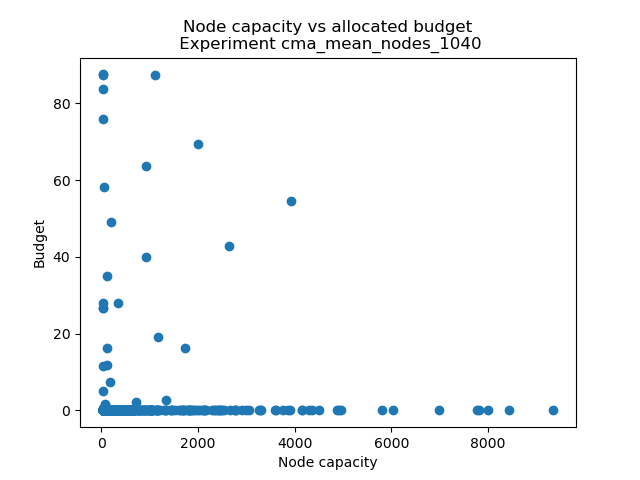 Node capacity vs allocated budget
Experiment cma_mean_nodes_1040
Budget
80
60
40
20
0
0 2000 4000 6000 8000
Node capacity